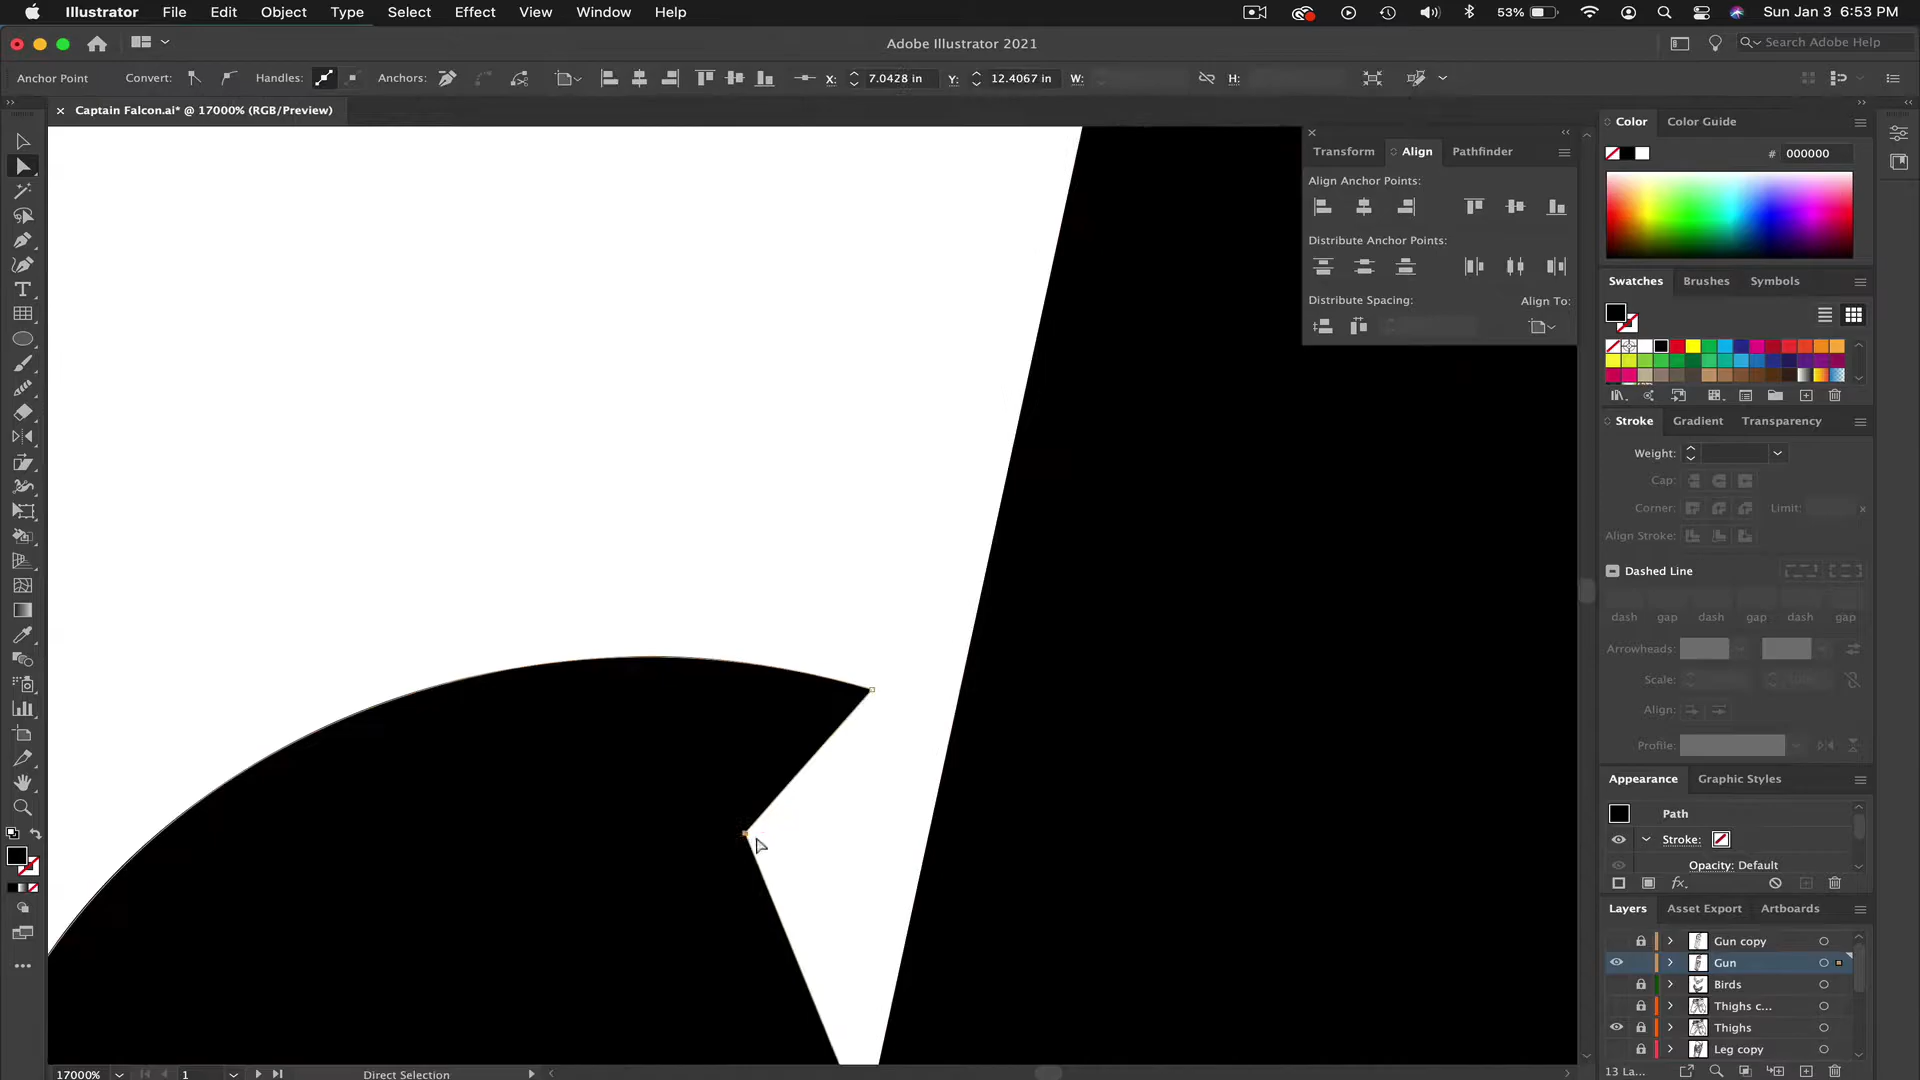 Illustrator File Edit Object Type Select Effect View Window Help 53% Sun Jan 3 6:53 PM
Adobe Illustrator 2021 Search Adobe Help
Anchor Point Convert: Handles: Anchors: X: 7.0428 in Y: 12.4067 in W: H:
Captain Falcon.ai* @ 17000% (RGB/Preview)
Transform Align Pathfinder
Align Anchor Points:
Distribute Anchor Points:
Distribute Spacing: Align To:
Color Color Guide
# 000000
Swatches Brushes Symbols
Stroke Gradient Transparency
Weight:
Cap:
Corner: Limit: x
Align Stroke:
Dashed Line
dash gap dash gap dash gap
Arrowheads:
Scale:
Align:
Profile:
Appearance Graphic Styles
Path
Stroke:
Opacity: Default
fx
Layers Asset Export Artboards
Gun copy
Gun
Birds
Thighs c...
Thighs
Leg copy
13 La...
17000% 1 Direct Selection